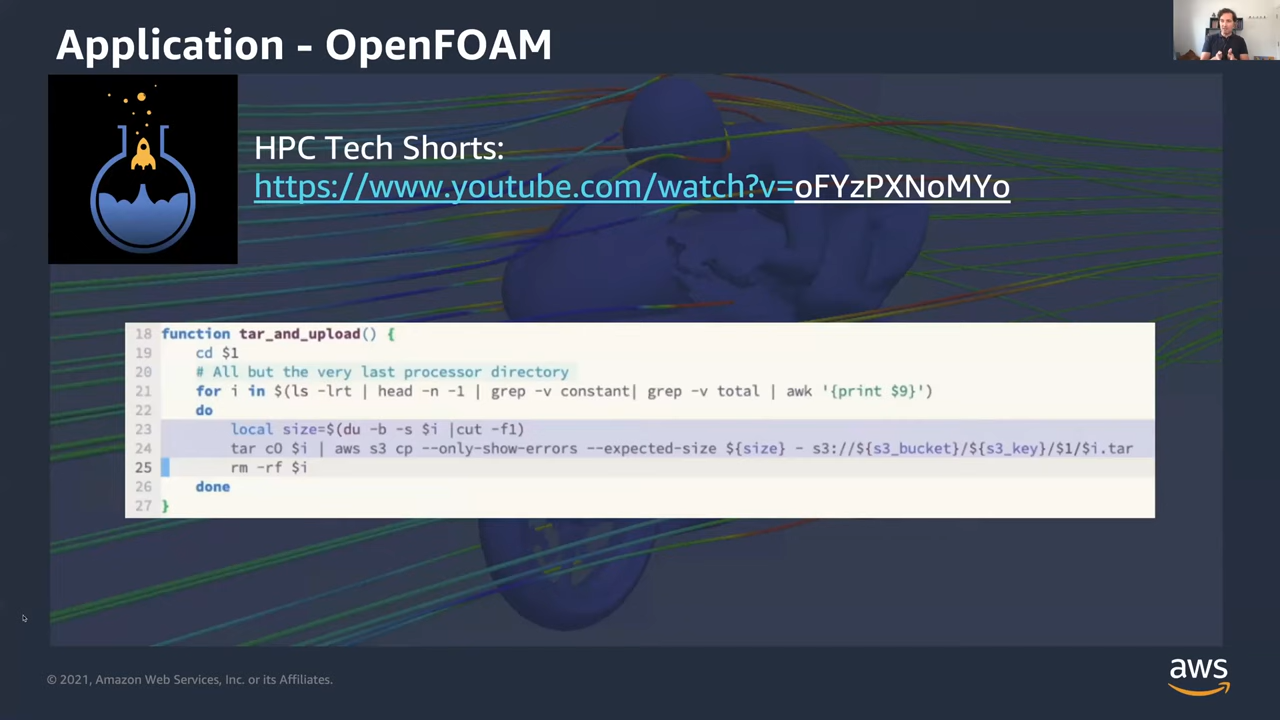 Application - OpenFOAM
HPC Tech Shorts:
https://www.youtube.com/watch?v=oFYzPXNoMYo
18 function tar_and_upload() {
19 cd $1
20 # All but the very last processor directory
21 for i in $(ls -lrt | head -n -1 | grep -v constant| grep -v total | awk '{print $9}')
22 do
23 local size=$(du -b -s $i |cut -f1)
24 tar cO $i | aws s3 cp --only-show-errors --expected-size ${size} - s3://${s3_bucket}/${s3_key}/$1/$i.tar
25 rm -rf $i
26 done
27 }
© 2021, Amazon Web Services, Inc. or its Affiliates.
aws